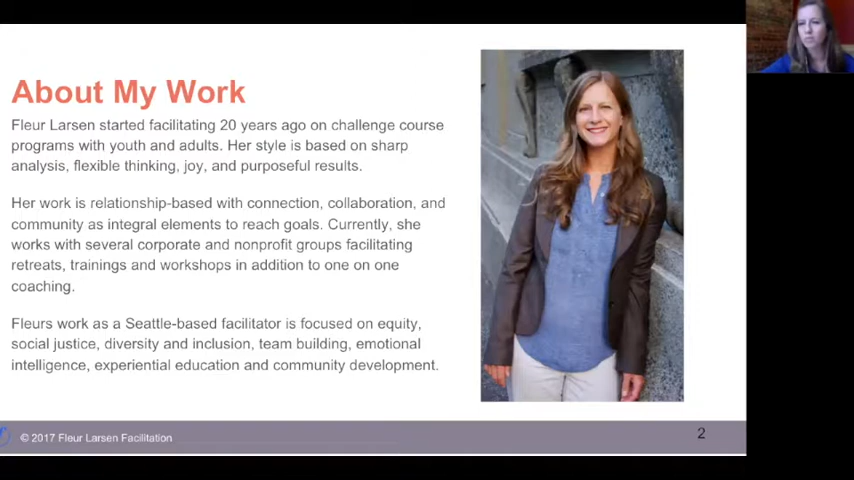 About My Work
Fleur Larsen started facilitating 20 years ago on challenge course
programs with youth and adults. Her style is based on sharp
analysis, flexible thinking, joy, and purposeful results.
Her work is relationship-based with connection, collaboration, and
community as integral elements to reach goals. Currently, she
works with several corporate and nonprofit groups facilitating
retreats, trainings and workshops in addition to one on one
coaching.
Fleurs work as a Seattle-based facilitator is focused on equity,
social justice, diversity and inclusion, team building, emotional
intelligence, experiential education and community development.
© 2017 Fleur Larsen Facilitation
2